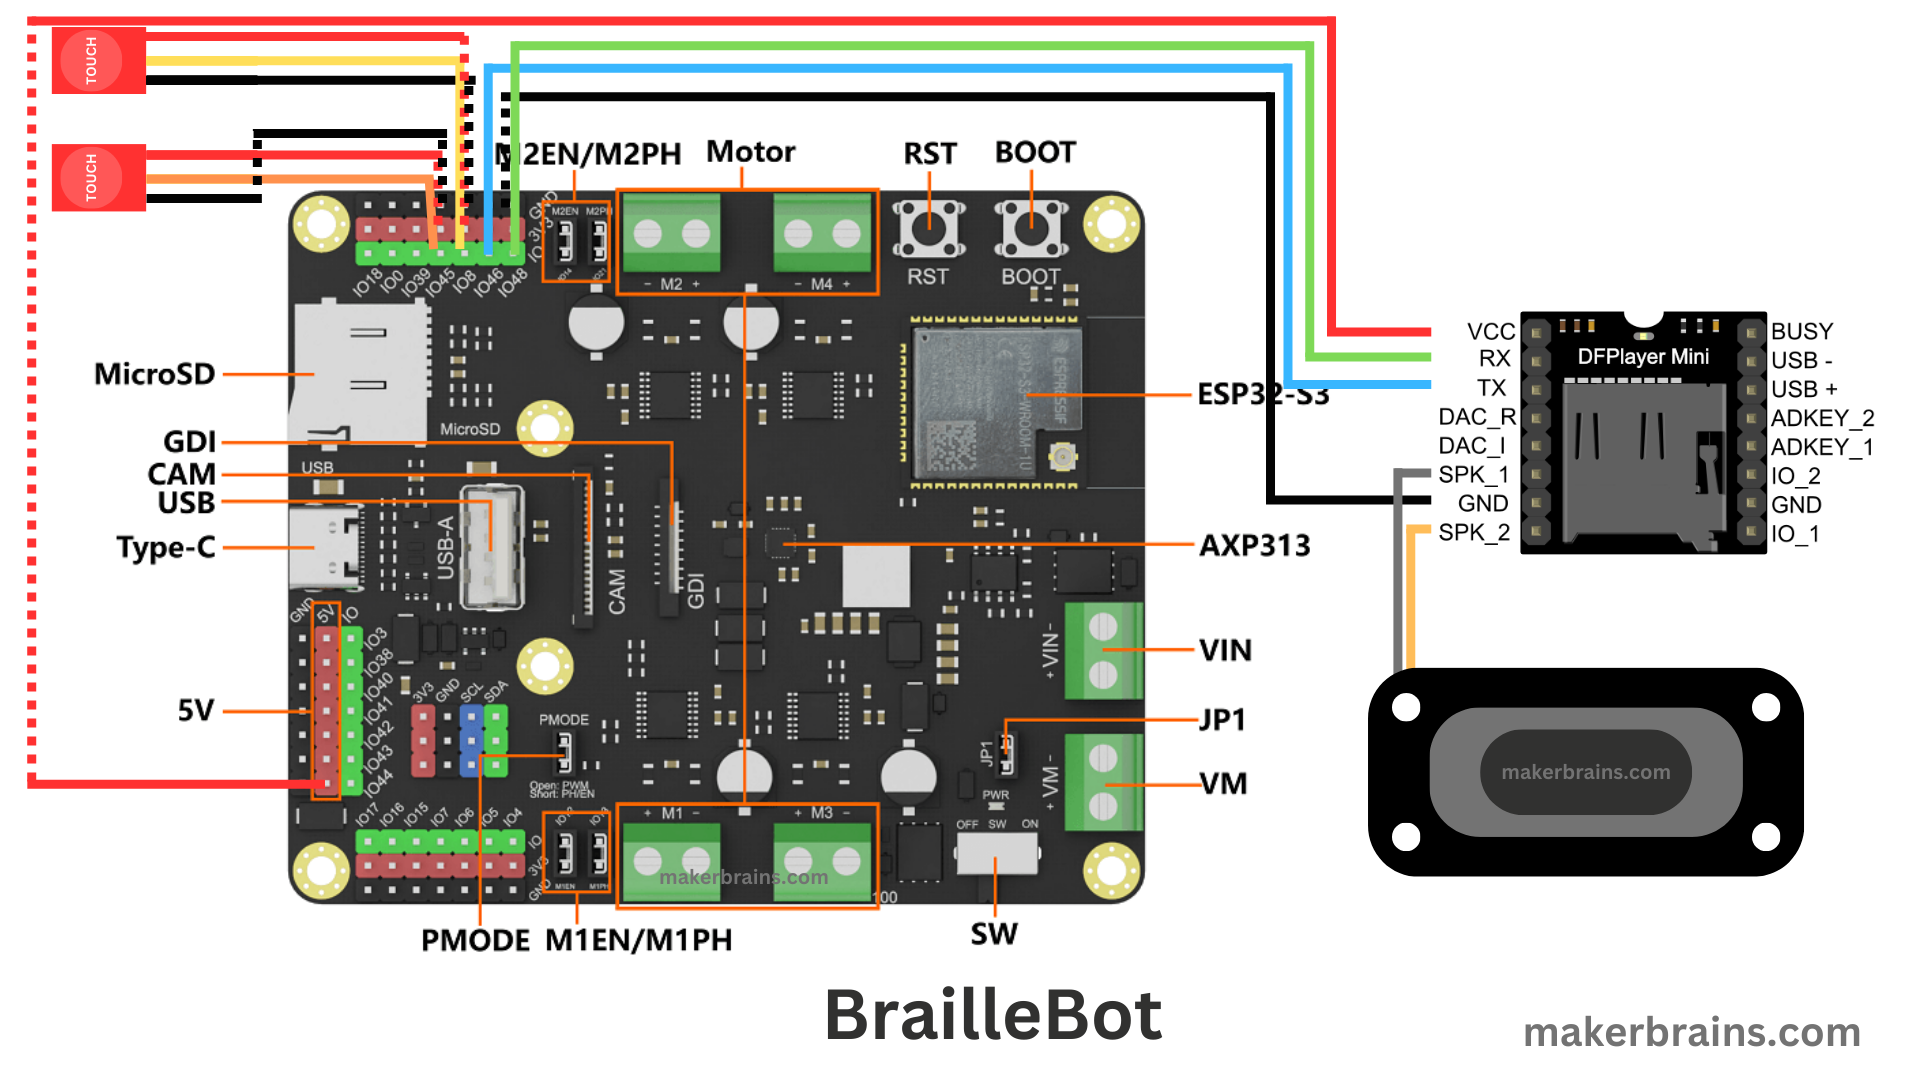 TOUCH
TOUCH
M2EN/M2PH
Motor
RST
BOOT
GND
3V3
IO
M2EN
M2PH
IO14
IO21
IO18
IO0
IO39
IO45
IO8
IO46
IO48
- M2 +
- M4 +
RST
BOOT
MicroSD
MicroSD
ESPRESSIF
ESP32-S3-WROOM-1U
ESP32-S3
VCC
RX
TX
DAC_R
DAC_I
SPK_1
GND
SPK_2
DFPlayer Mini
BUSY
USB -
USB +
ADKEY_2
ADKEY_1
IO_2
GND
IO_1
GDI
CAM
USB
Type-C
USB
USB-A
CAM
GDI
AXP313
GND
5V
IO
IO3
IO38
IO40
IO41
IO42
IO43
IO44
5V
3V3
GND
SCL
SDA
PMODE
Open: PWM
Short: PH/EN
+ VIN -
VIN
JP1
JP1
+ VM -
VM
PWR
OFF SW ON
IO17
IO16
IO15
IO7
IO6
IO5
IO4
IO
3V3
GND
IO12
IO13
M1EN
M1PH
+ M1 -
+ M3 -
makerbrains.com
100
makerbrains.com
PMODE
M1EN/M1PH
SW
BrailleBot
makerbrains.com